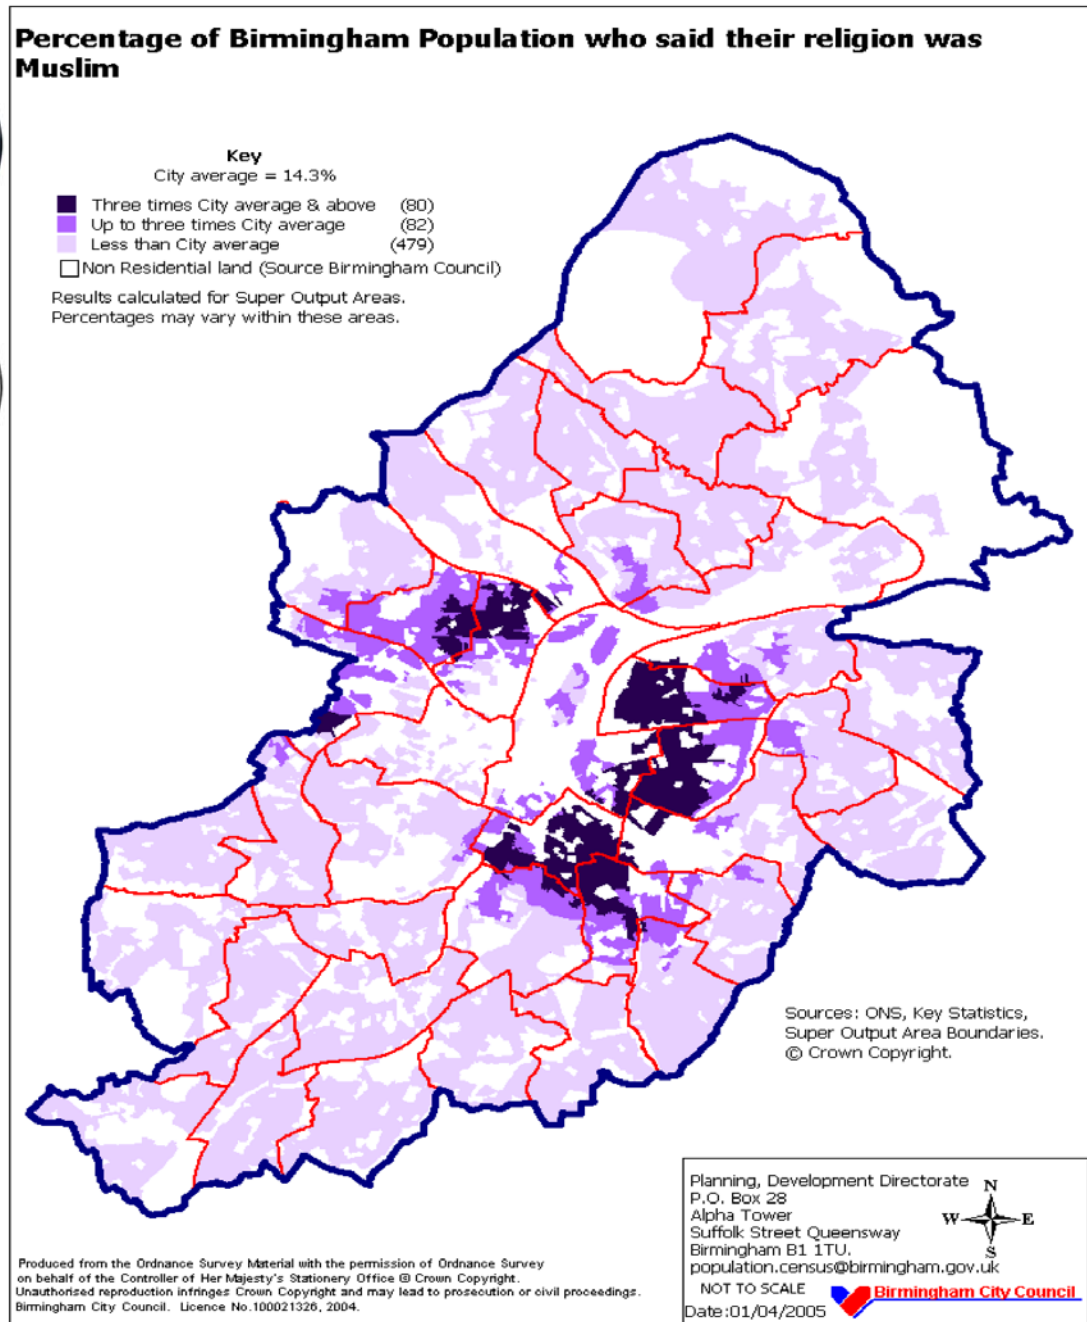 Percentage of Birmingham Population who said their religion was
Muslim
Key
City average = 14.3%
Three times City average & above (80)
Up to three times City average (82)
Less than City average (479)
Non Residential land (Source Birmingham Council)
Results calculated for Super Output Areas.
Percentages may vary within these areas.
Sources: ONS, Key Statistics,
Super Output Area Boundaries.
© Crown Copyright.
Planning, Development Directorate
P.O. Box 28
Alpha Tower
Suffolk Street Queensway
Birmingham B1 1TU.
population.census@birmingham.gov.uk
N
W E
S
NOT TO SCALE
Date:01/04/2005
Birmingham City Council
Produced from the Ordnance Survey Material with the permission of Ordnance Survey
on behalf of the Controller of Her Majesty's Stationery Office © Crown Copyright.
Unauthorised reproduction infringes Crown Copyright and may lead to prosecution or civil proceedings.
Birmingham City Council. Licence No.100021326, 2004.